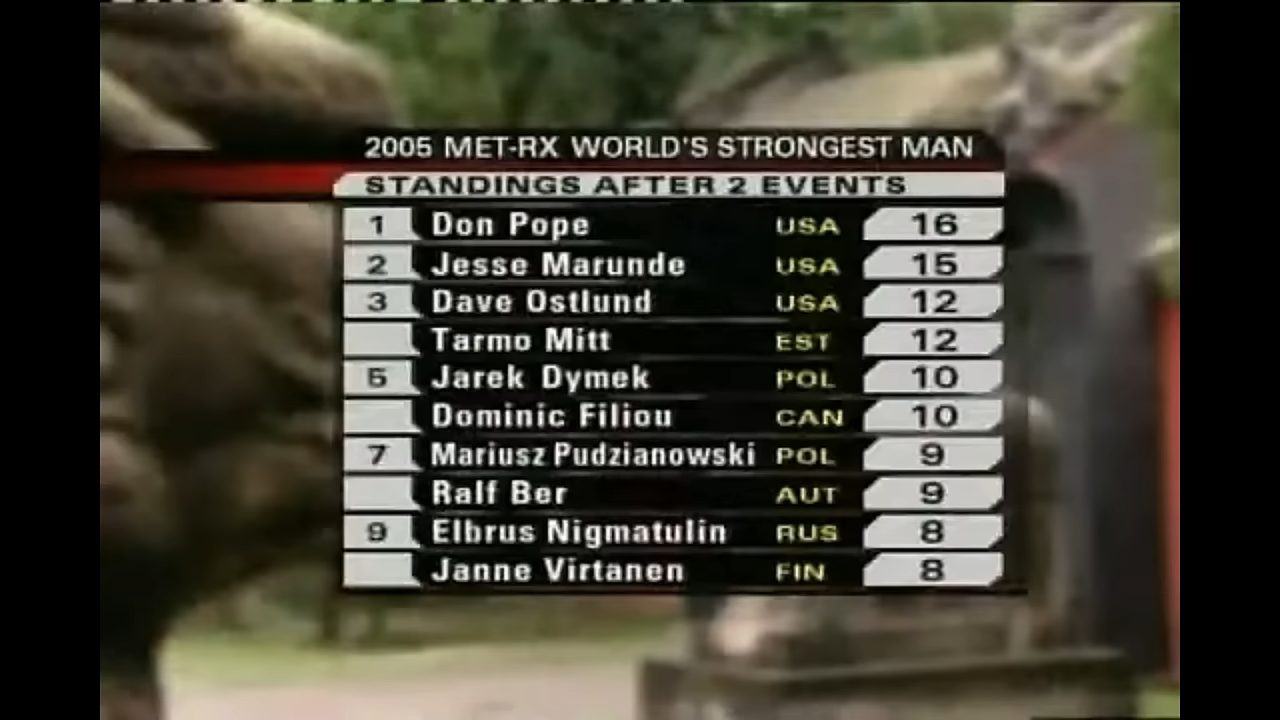 2005 MET-RX WORLD'S STRONGEST MAN
STANDINGS AFTER 2 EVENTS
1 Don Pope USA 16
2 Jesse Marunde USA 15
3 Dave Ostlund USA 12
Tarmo Mitt EST 12
5 Jarek Dymek POL 10
Dominic Filiou CAN 10
7 Mariusz Pudzianowski POL 9
Ralf Ber AUT 9
9 Elbrus Nigmatulin RUS 8
Janne Virtanen FIN 8